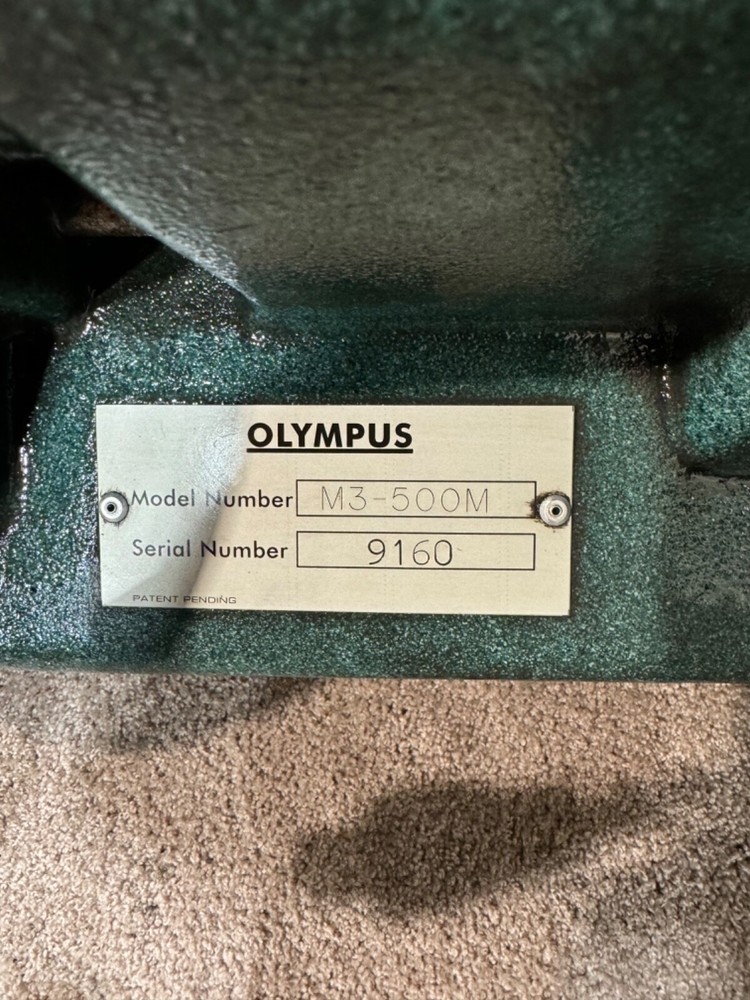 OLYMPUS
Model Number M3-500M
Serial Number 9160
PATENT PENDING